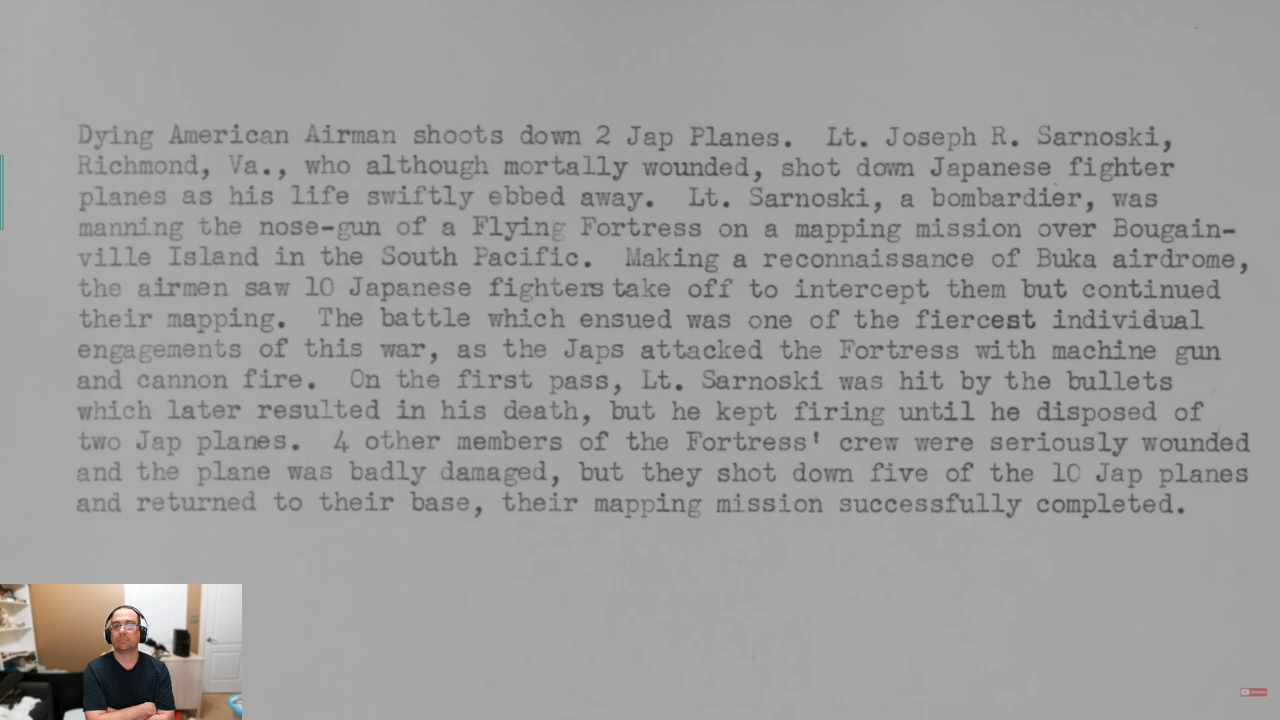 Dying American Airman shoots down 2 Jap Planes. Lt. Joseph R. Sarnoski,
Richmond, Va., who although mortally wounded, shot down Japanese fighter
planes as his life swiftly ebbed away. Lt. Sarnoski, a bombardier, was
manning the nose-gun of a Flying Fortress on a mapping mission over Bougain-
ville Island in the South Pacific. Making a reconnaissance of Buka airdrome,
the airmen saw 10 Japanese fighters take off to intercept them but continued
their mapping. The battle which ensued was one of the fiercest individual
engagements of this war, as the Japs attacked the Fortress with machine gun
and cannon fire. On the first pass, Lt. Sarnoski was hit by the bullets
which later resulted in his death, but he kept firing until he disposed of
two Jap planes. 4 other members of the Fortress' crew were seriously wounded
and the plane was badly damaged, but they shot down five of the 10 Jap planes
and returned to their base, their mapping mission successfully completed.